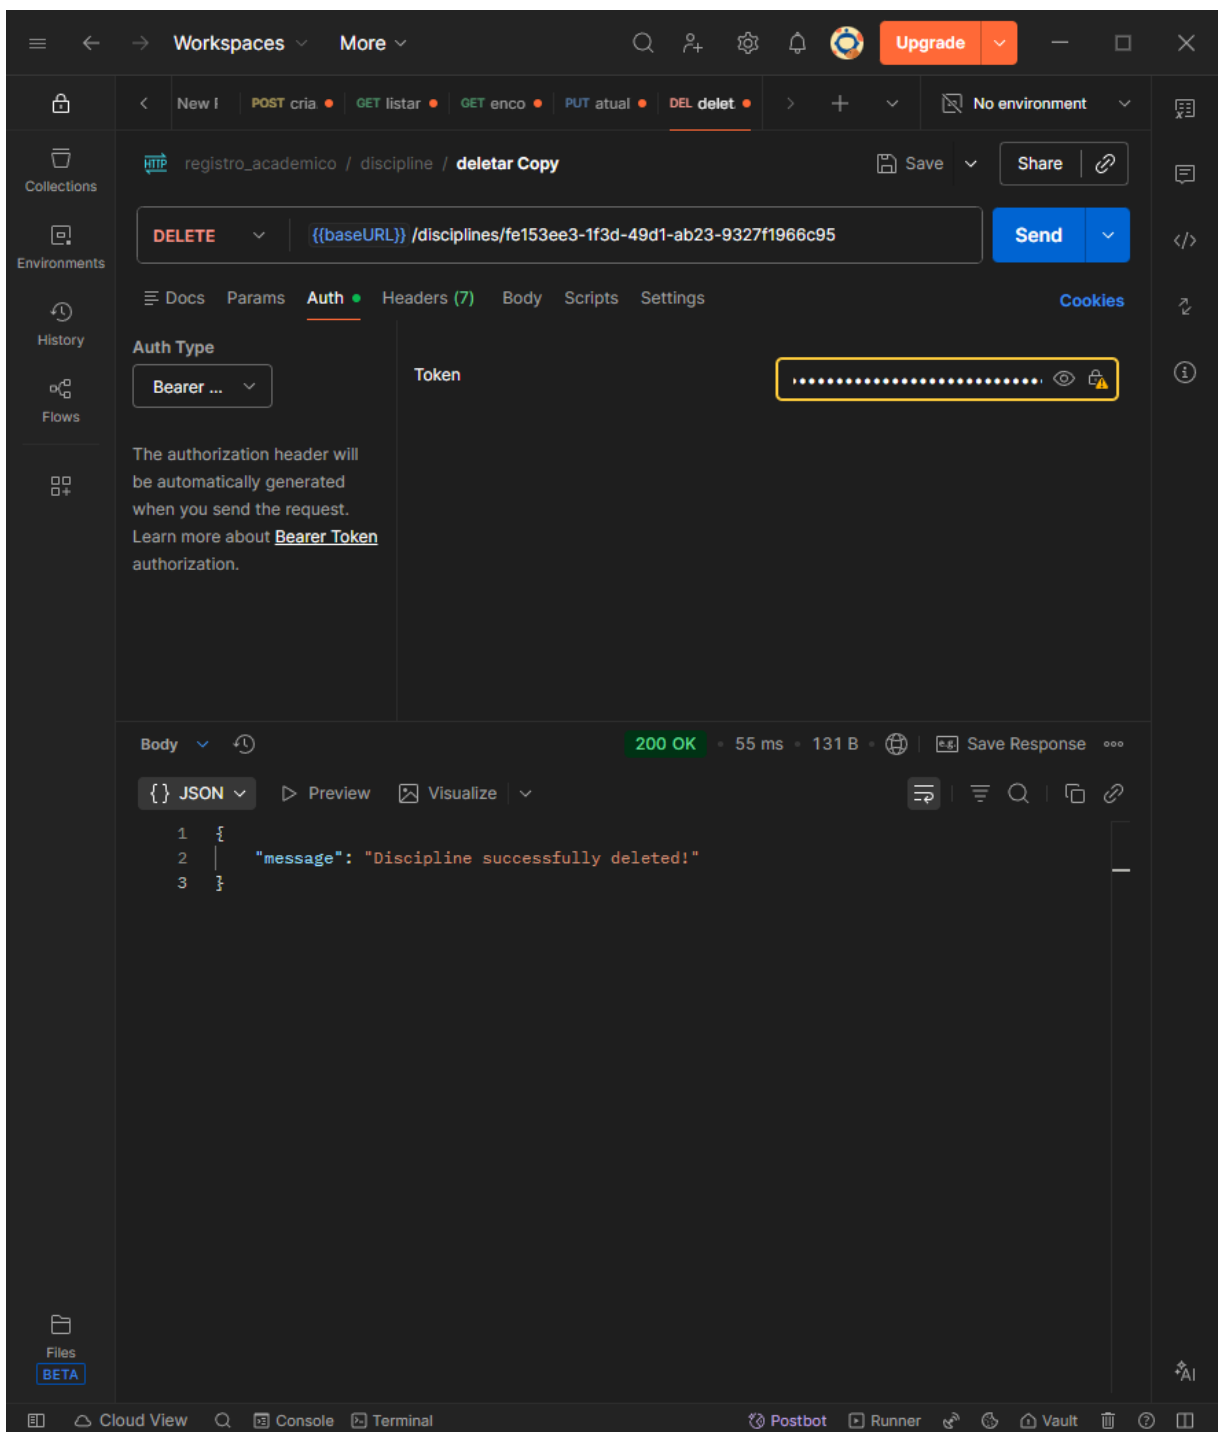 Workspaces More Upgrade
New POST cria GET listar GET enco PUT atual DEL delet No environment
HTTP registro_academico / discipline / deletar Copy Save Share
Collections
DELETE {{baseURL}} /disciplines/fe153ee3-1f3d-49d1-ab23-9327f1966c95 Send
Environments
Docs Params Auth Headers (7) Body Scripts Settings Cookies
History
Auth Type
Bearer ... Token
Flows
The authorization header will
be automatically generated
when you send the request.
Learn more about Bearer Token
authorization.
Body 200 OK • 55 ms • 131 B • e.g. Save Response
{} JSON Preview Visualize
1 {
2 "message": "Discipline successfully deleted!"
3 }
Files
BETA
AI
Cloud View Console Terminal Postbot Runner Vault